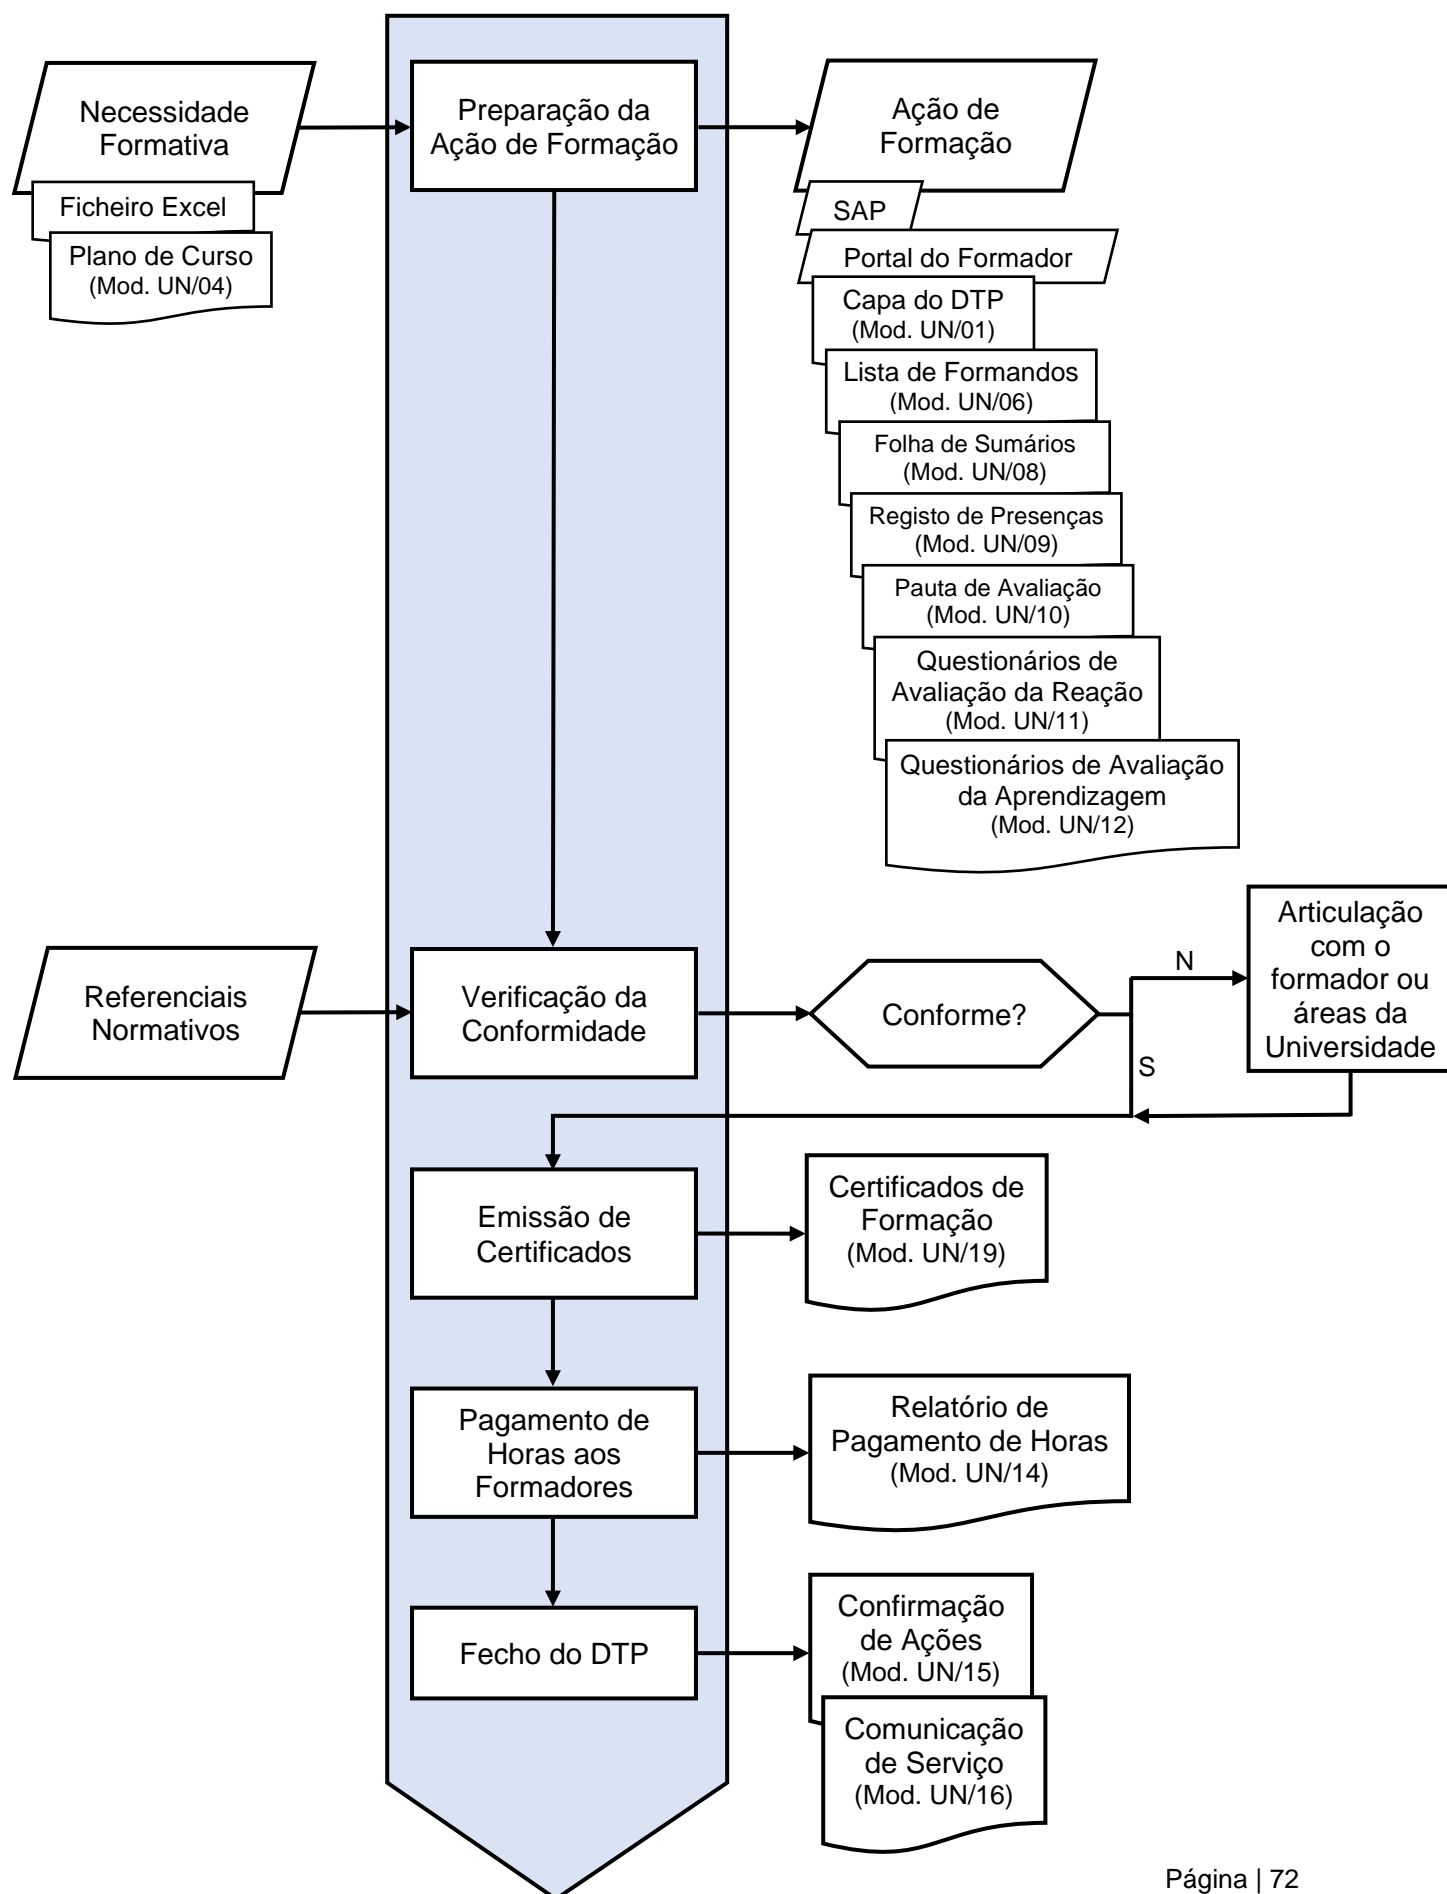 Necessidade
Formativa
Ficheiro Excel
Plano de Curso
(Mod. UN/04)
Preparação da
Ação de Formação
Ação de
Formação
SAP
Portal do Formador
Capa do DTP
(Mod. UN/01)
Lista de Formandos
(Mod. UN/06)
Folha de Sumários
(Mod. UN/08)
Registo de Presenças
(Mod. UN/09)
Pauta de Avaliação
(Mod. UN/10)
Questionários de
Avaliação da Reação
(Mod. UN/11)
Questionários de Avaliação
da Aprendizagem
(Mod. UN/12)
Referenciais
Normativos
Verificação da
Conformidade
Conforme?
N
S
Articulação
com o
formador ou
áreas da
Universidade
Emissão de
Certificados
Certificados de
Formação
(Mod. UN/19)
Pagamento de
Horas aos
Formadores
Relatório de
Pagamento de Horas
(Mod. UN/14)
Fecho do DTP
Confirmação
de Ações
(Mod. UN/15)
Comunicação
de Serviço
(Mod. UN/16)
Página | 72